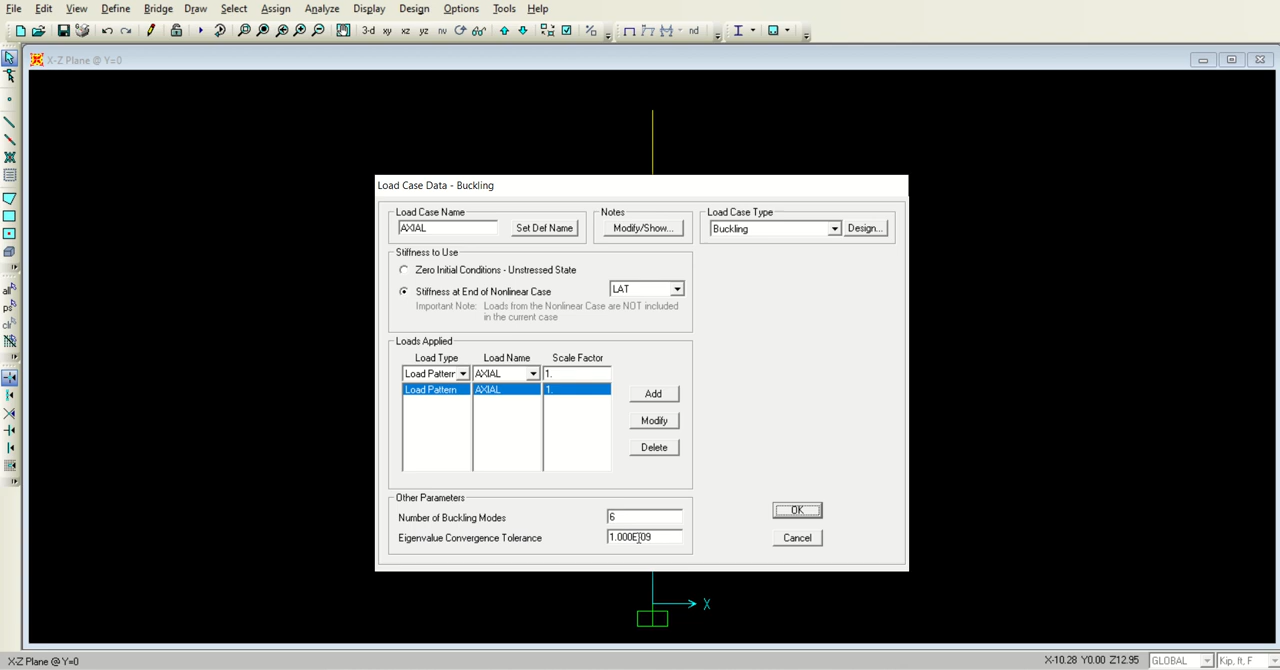 File Edit View Define Bridge Draw Select Assign Analyze Display Design Options Tools Help
3-d xy xz yz nv nd
X-Z Plane @ Y=0
Load Case Data - Buckling
Load Case Name Notes Load Case Type
AXIAL Set Def Name Modify/Show... Buckling Design...
Stiffness to Use
Zero Initial Conditions - Unstressed State
Stiffness at End of Nonlinear Case LAT
Important Note: Loads from the Nonlinear Case are NOT included
in the current case
Loads Applied
Load Type Load Name Scale Factor
Load Patterr AXIAL 1.
Load Pattern AXIAL 1.
Add
Modify
Delete
Other Parameters
Number of Buckling Modes 6
Eigenvalue Convergence Tolerance 1.000E-09
OK
Cancel
all
ps
clr
X
X-Z Plane @ Y=0 X-10.28 Y0.00 Z12.95 GLOBAL Kip, ft, F